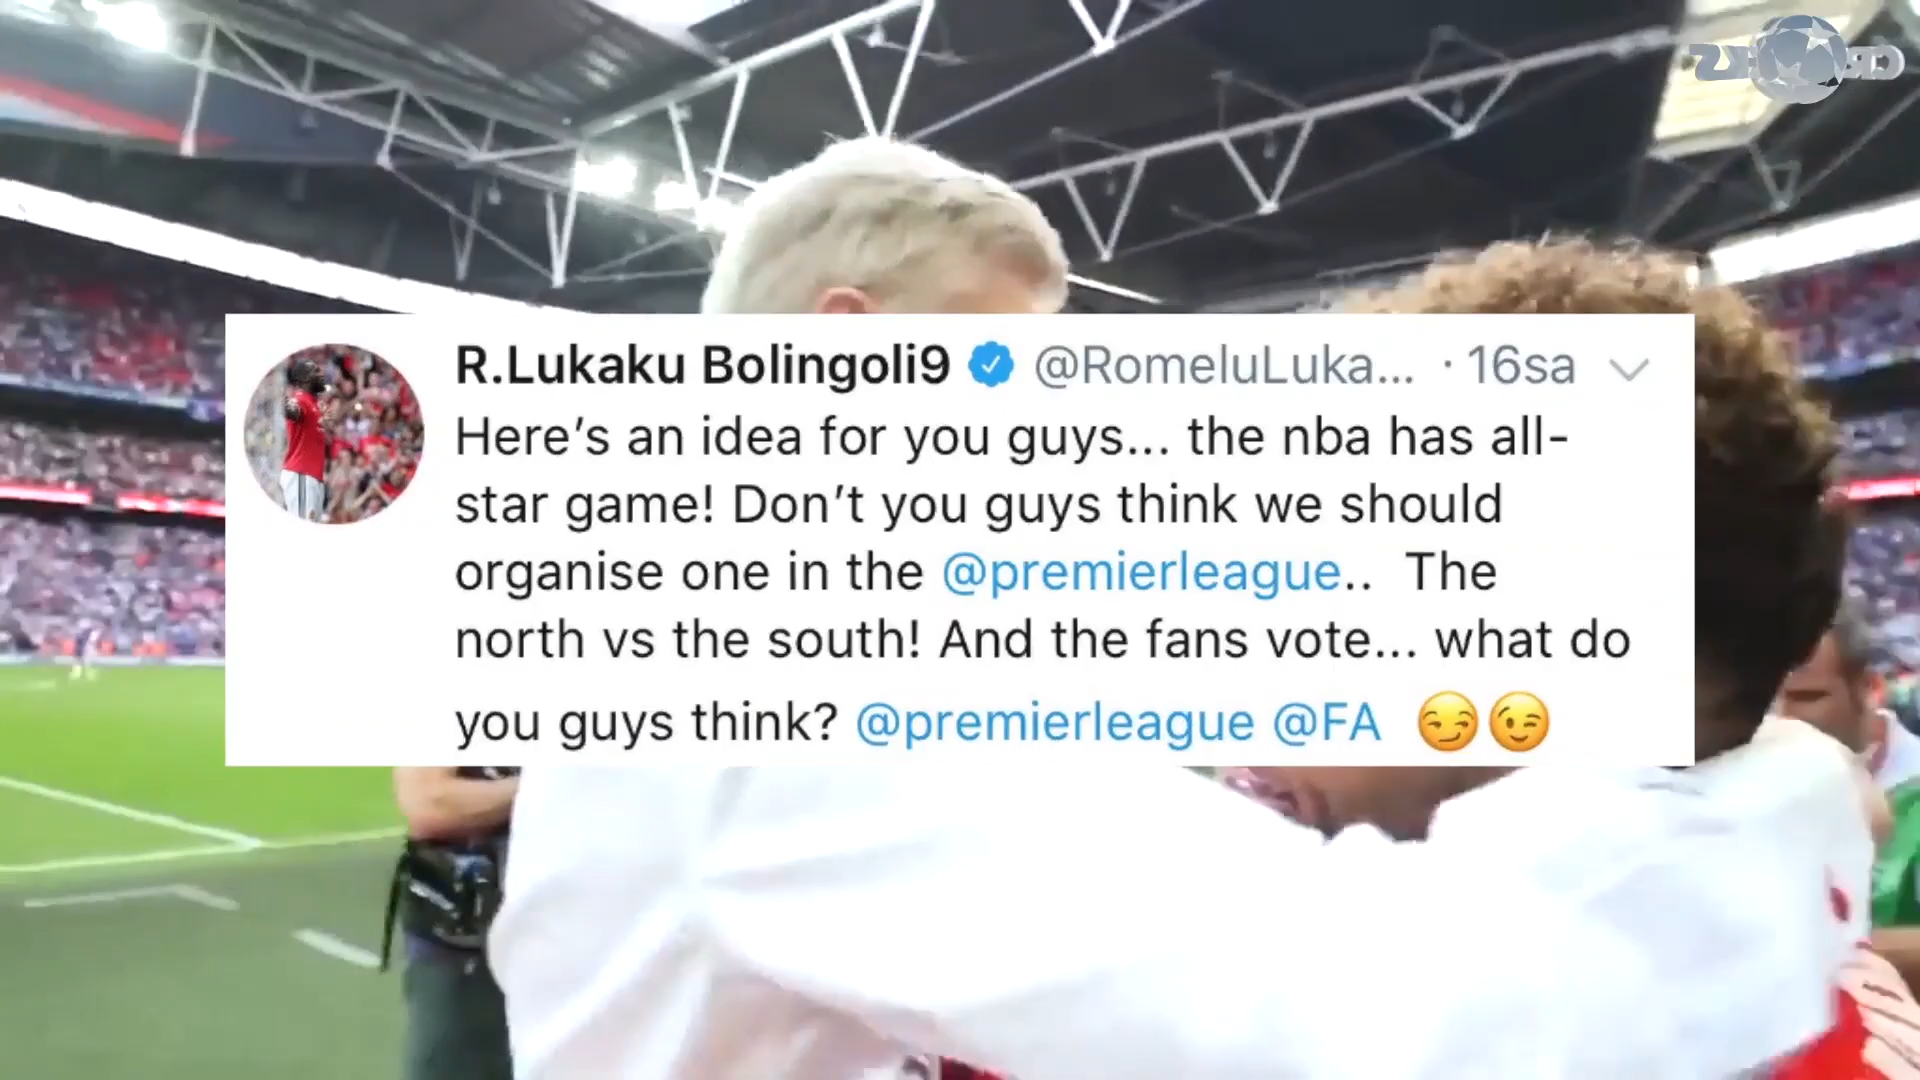 R.Lukaku Bolingoli9 @RomeluLuka... · 16sa
Here’s an idea for you guys... the nba has all-
star game! Don’t you guys think we should
organise one in the @premierleague.. The
north vs the south! And the fans vote... what do
you guys think? @premierleague @FA 😏😉